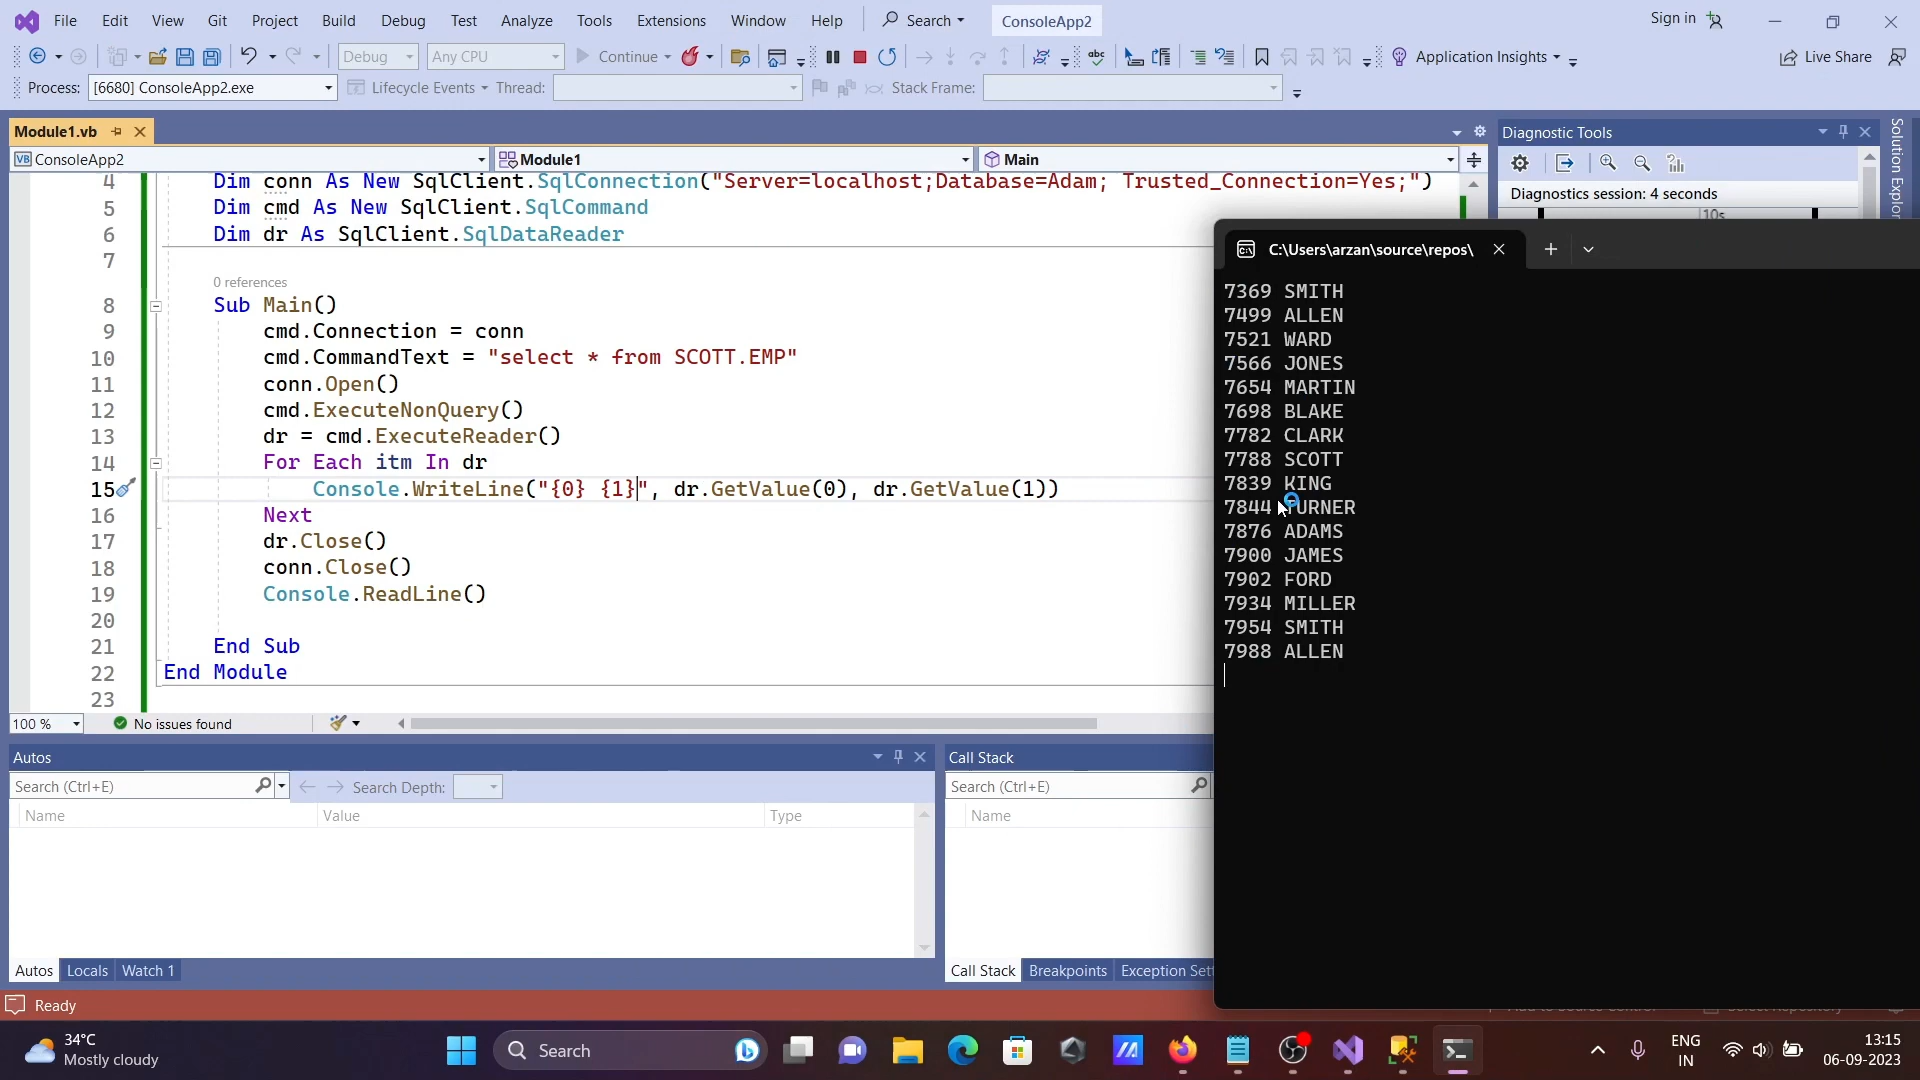 File Edit View Git Project Build Debug Test Analyze Tools Extensions Window Help Search ConsoleApp2 Sign in
Debug Any CPU Continue abc Application Insights Live Share
Process: [6680] ConsoleApp2.exe Lifecycle Events Thread: Stack Frame:
Module1.vb
VB ConsoleApp2 Module1 Main
4 Dim conn As New SqlClient.SqlConnection("Server=localhost;Database=Adam; Trusted_Connection=Yes;")
5 Dim cmd As New SqlClient.SqlCommand
6 Dim dr As SqlClient.SqlDataReader
7
0 references
8 Sub Main()
9 cmd.Connection = conn
10 cmd.CommandText = "select * from SCOTT.EMP"
11 conn.Open()
12 cmd.ExecuteNonQuery()
13 dr = cmd.ExecuteReader()
14 For Each itm In dr
15 Console.WriteLine("{0} {1}", dr.GetValue(0), dr.GetValue(1))
16 Next
17 dr.Close()
18 conn.Close()
19 Console.ReadLine()
20
21 End Sub
22 End Module
23
100 % No issues found
Diagnostic Tools
Diagnostics session: 4 seconds
10s
Solution Explor
C:\Users\arzan\source\repos\
7369 SMITH
7499 ALLEN
7521 WARD
7566 JONES
7654 MARTIN
7698 BLAKE
7782 CLARK
7788 SCOTT
7839 KING
7844 TURNER
7876 ADAMS
7900 JAMES
7902 FORD
7934 MILLER
7954 SMITH
7988 ALLEN
Autos
Search (Ctrl+E) Search Depth:
Name Value Type
Autos Locals Watch 1
Call Stack
Search (Ctrl+E)
Name
Call Stack Breakpoints Exception Sett
Ready
34°C
Mostly cloudy
Search
ENG
IN
13:15
06-09-2023